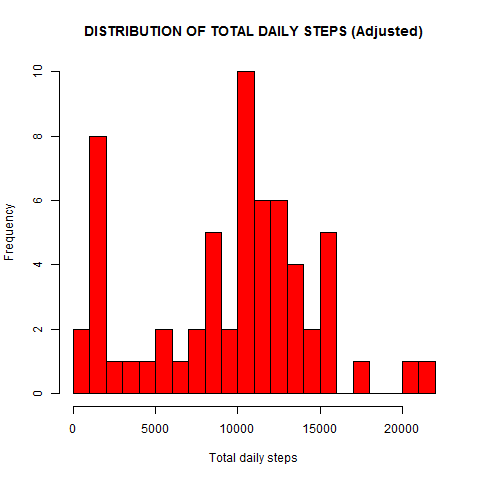 DISTRIBUTION OF TOTAL DAILY STEPS (Adjusted)
Frequency
10
8
6
4
2
0
0 5000 10000 15000 20000
Total daily steps